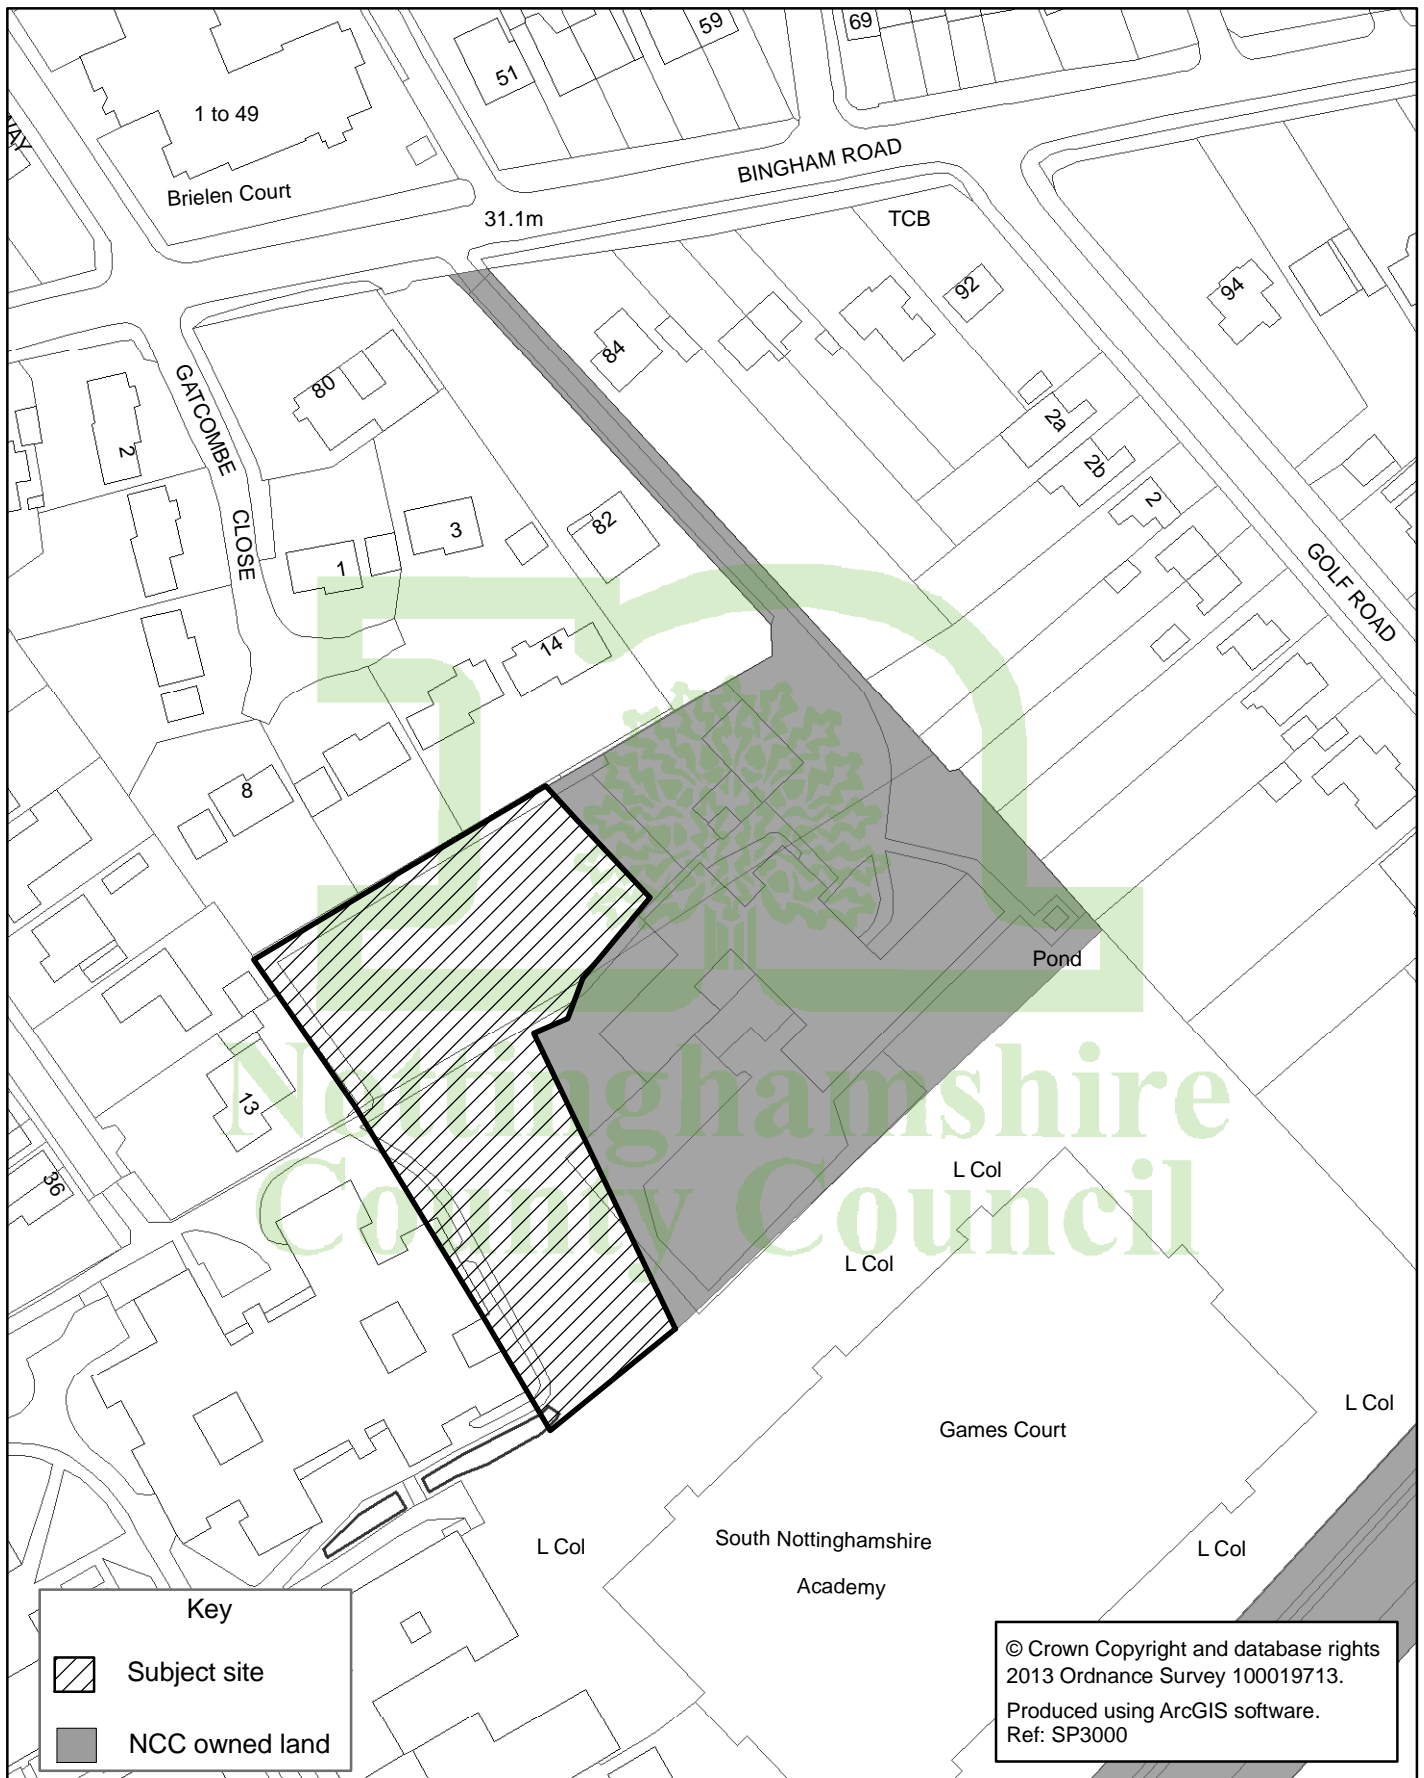 59
69
51
1 to 49
WAY
BINGHAM ROAD
Brielen Court
31.1m
TCB
92
94
84
80
GATCOMBE
CLOSE
2
2a
2b
2
82
3
1
GOLF ROAD
14
8
Pond
13
Nottinghamshire
County Council
36
L Col
L Col
L Col
Games Court
South Nottinghamshire
Academy
L Col
L Col
Key
Subject site
NCC owned land
© Crown Copyright and database rights
2013 Ordnance Survey 100019713.
Produced using ArcGIS software.
Ref: SP3000